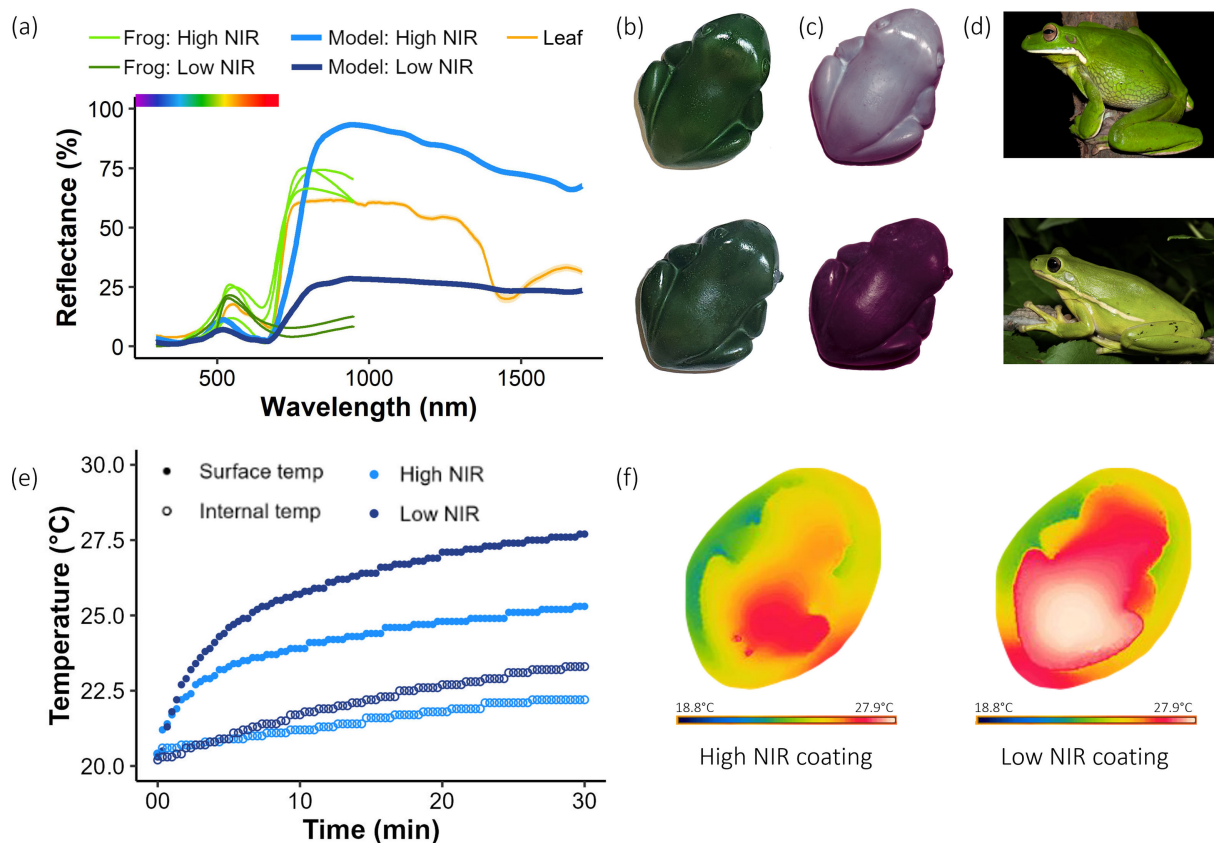 (a)
Frog: High NIR Model: High NIR Leaf
Frog: Low NIR Model: Low NIR
100
75
50
25
0
Reflectance (%)
500 1000 1500
Wavelength (nm)
(b)
(c)
(d)
(e)
30.0
27.5
25.0
22.5
20.0
Temperature (°C)
Surface temp High NIR
Internal temp Low NIR
00 10 20 30
Time (min)
(f)
18.8°C 27.9°C
High NIR coating
18.8°C 27.9°C
Low NIR coating